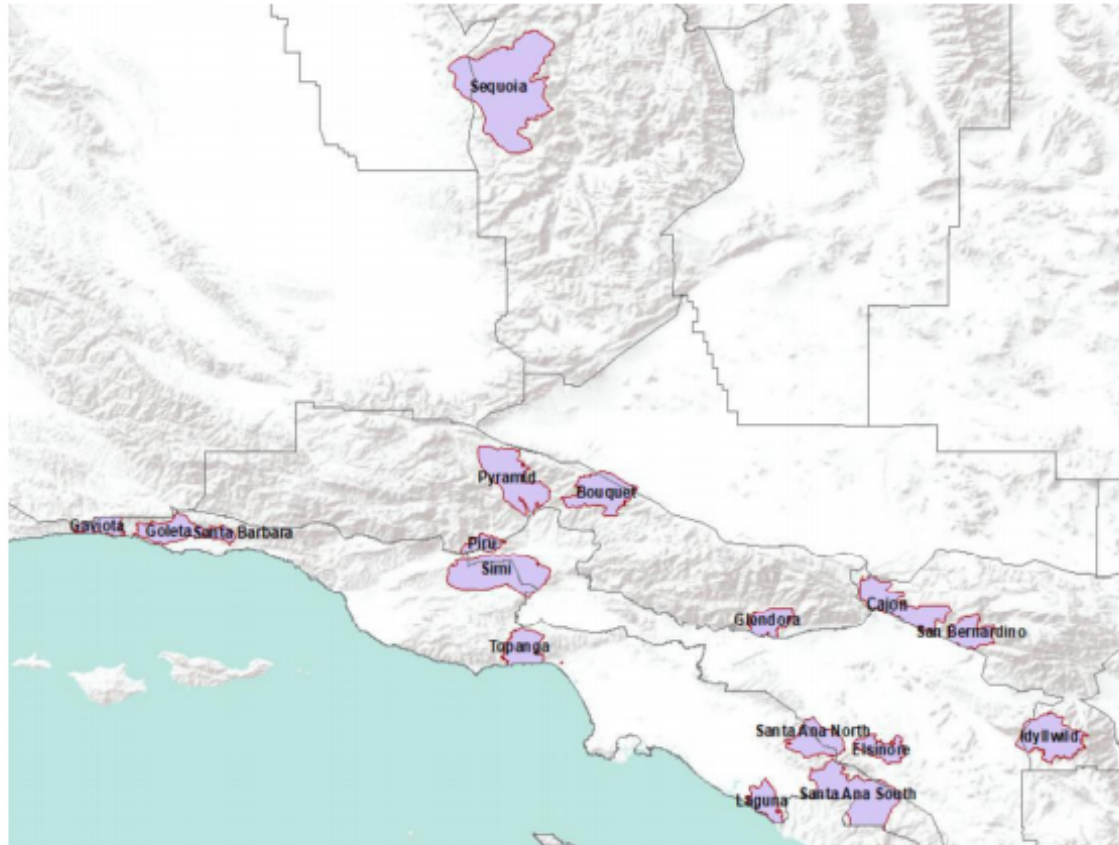 Sequoia
Pyramid
Bouquet
Gaviota
Goleta
Santa Barbara
Piru
Simi
Cajon
Glendora
San Bernardino
Topanga
Santa Ana North
Idyllwild
Elsinore
Santa Ana South
Laguna